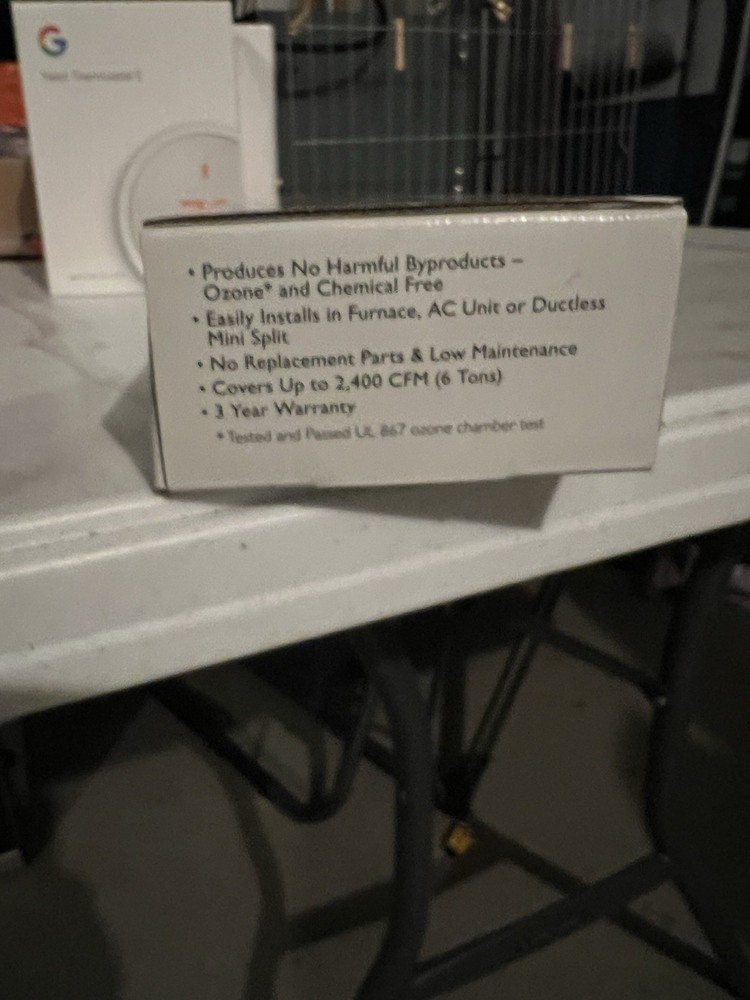 G
Nest Thermostat E
• Produces No Harmful Byproducts –
Ozone* and Chemical Free
• Easily Installs in Furnace, AC Unit or Ductless
Mini Split
• No Replacement Parts & Low Maintenance
• Covers Up to 2,400 CFM (6 Tons)
• 3 Year Warranty
* Tested and Passed UL 867 ozone chamber test